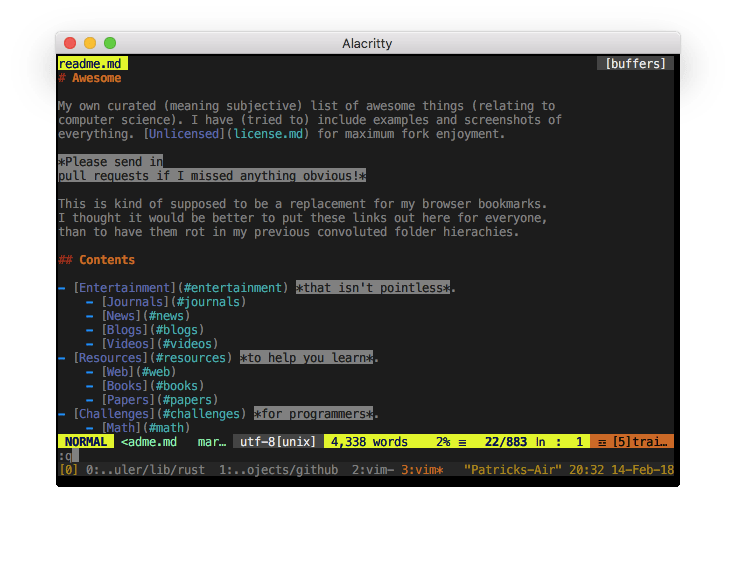 Alacritty
readme.md [buffers]
# Awesome
My own curated (meaning subjective) list of awesome things (relating to
computer science). I have (tried to) include examples and screenshots of
everything. [Unlicensed](license.md) for maximum fork enjoyment.
*Please send in
pull requests if I missed anything obvious!*
This is kind of supposed to be a replacement for my browser bookmarks.
I thought it would be better to put these links out here for everyone,
than to have them rot in my previous convoluted folder hierachies.
## Contents
- [Entertainment](#entertainment) *that isn't pointless*.
- [Journals](#journals)
- [News](#news)
- [Blogs](#blogs)
- [Videos](#videos)
- [Resources](#resources) *to help you learn*.
- [Web](#web)
- [Books](#books)
- [Papers](#papers)
- [Challenges](#challenges) *for programmers*.
- [Math](#math)
NORMAL <adme.md mar… utf-8[unix] 4,338 words 2% ≡ 22/883 ㏑ : 1 ☲ [5]trai…
:q
[0] 0:..uler/lib/rust 1:..ojects/github 2:vim- 3:vim* "Patricks-Air" 20:32 14-Feb-18